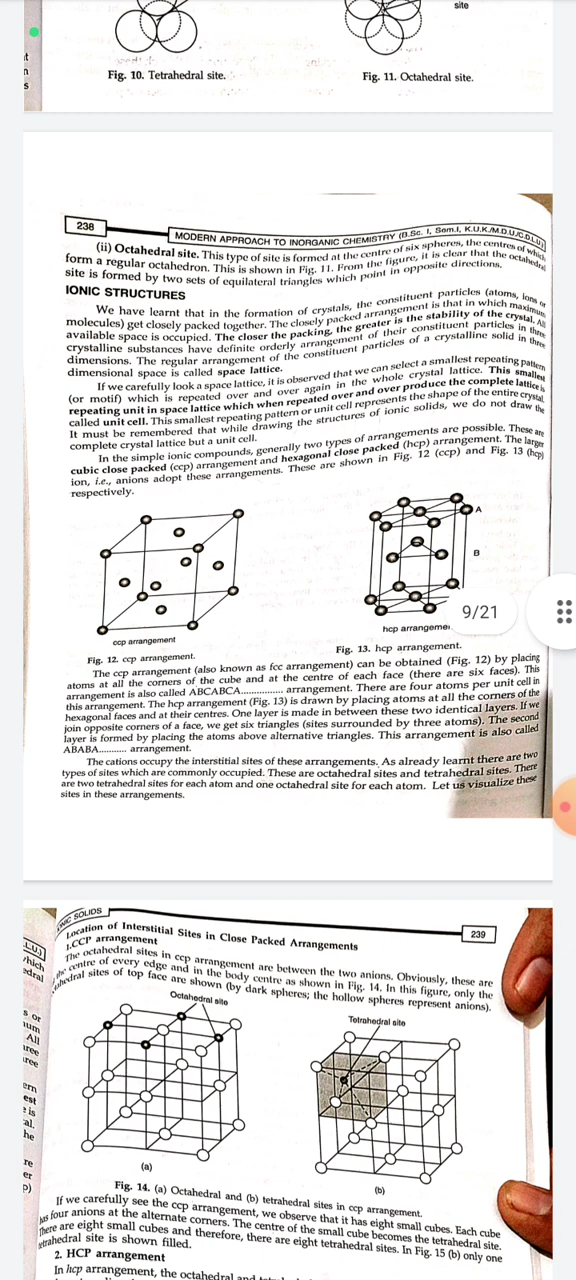 site
t
n
s
Fig. 10. Tetrahedral site.
Fig. 11. Octahedral site.
238
MODERN APPROACH TO INORGANIC CHEMISTRY (B.Sc. I, Sem.I, K.U.K./M.D.U./C.D.L.U.)
(ii) Octahedral site. This type of site is formed at the centre of six spheres, the centres of which
form a regular octahedron. This is shown in Fig. 11. From the figure, it is clear that the octahedral
site is formed by two sets of equilateral triangles which point in opposite directions.
IONIC STRUCTURES
We have learnt that in the formation of crystals, the constituent particles (atoms, ions or
molecules) get closely packed together. The closely packed arrangement is that in which maximum
available space is occupied. The closer the packing, the greater is the stability of the crystal. All
crystalline substances have definite orderly arrangement of their constituent particles in three
dimensions. The regular arrangement of the constituent particles of a crystalline solid in three
dimensional space is called space lattice.
If we carefully look a space lattice, it is observed that we can select a smallest repeating pattern
(or motif) which is repeated over and over again in the whole crystal lattice. This smallest
repeating unit in space lattice which when repeated over and over produce the complete lattice is
called unit cell. This smallest repeating pattern or unit cell represents the shape of the entire crystal.
It must be remembered that while drawing the structures of ionic solids, we do not draw the
complete crystal lattice but a unit cell.
In the simple ionic compounds, generally two types of arrangements are possible. These are
cubic close packed (ccp) arrangement and hexagonal close packed (hcp) arrangement. The larger
ion, i.e., anions adopt these arrangements. These are shown in Fig. 12 (ccp) and Fig. 13 (hcp)
respectively.
A
B
ccp arrangement
hcp arrangeme
9/21
Fig. 12. ccp arrangement.
Fig. 13. hcp arrangement.
The ccp arrangement (also known as fcc arrangement) can be obtained (Fig. 12) by placing
atoms at all the corners of the cube and at the centre of each face (there are six faces). This
arrangement is also called ABCABCA............... arrangement. There are four atoms per unit cell in
this arrangement. The hcp arrangement (Fig. 13) is drawn by placing atoms at all the corners of the
hexagonal faces and at their centres. One layer is made in between these two identical layers. If we
join opposite corners of a face, we get six triangles (sites surrounded by three atoms). The second
layer is formed by placing the atoms above alternative triangles. This arrangement is also called
ABABA........... arrangement.
The cations occupy the interstitial sites of these arrangements. As already learnt there are two
types of sites which are commonly occupied. These are octahedral sites and tetrahedral sites. There
are two tetrahedral sites for each atom and one octahedral site for each atom. Let us visualize these
sites in these arrangements.
SOLIDS
239
Location of Interstitial Sites in Close Packed Arrangements
1.CCP arrangement
The octahedral sites in ccp arrangement are between the two anions. Obviously, these are
the centre of every edge and in the body centre as shown in Fig. 14. In this figure, only the
sites of top face are shown (by dark spheres; the hollow spheres represent anions).
Octahedral site
Tetrahedral site
(a)
(b)
Fig. 14. (a) Octahedral and (b) tetrahedral sites in ccp arrangement.
If we carefully see the ccp arrangement, we observe that it has eight small cubes. Each cube
has four anions at the alternate corners. The centre of the small cube becomes the tetrahedral site.
There are eight small cubes and therefore, there are eight tetrahedral sites. In Fig. 15 (b) only one
tetrahedral site is shown filled.
2. HCP arrangement
In hcp arrangement, the octahedral and